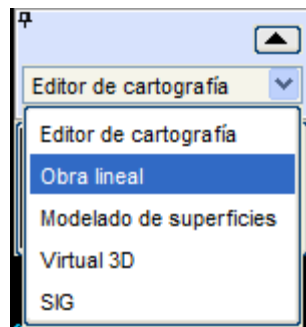 Editor de cartografía
Editor de cartografía
Obra lineal
Modelado de superficies
Virtual 3D
SIG